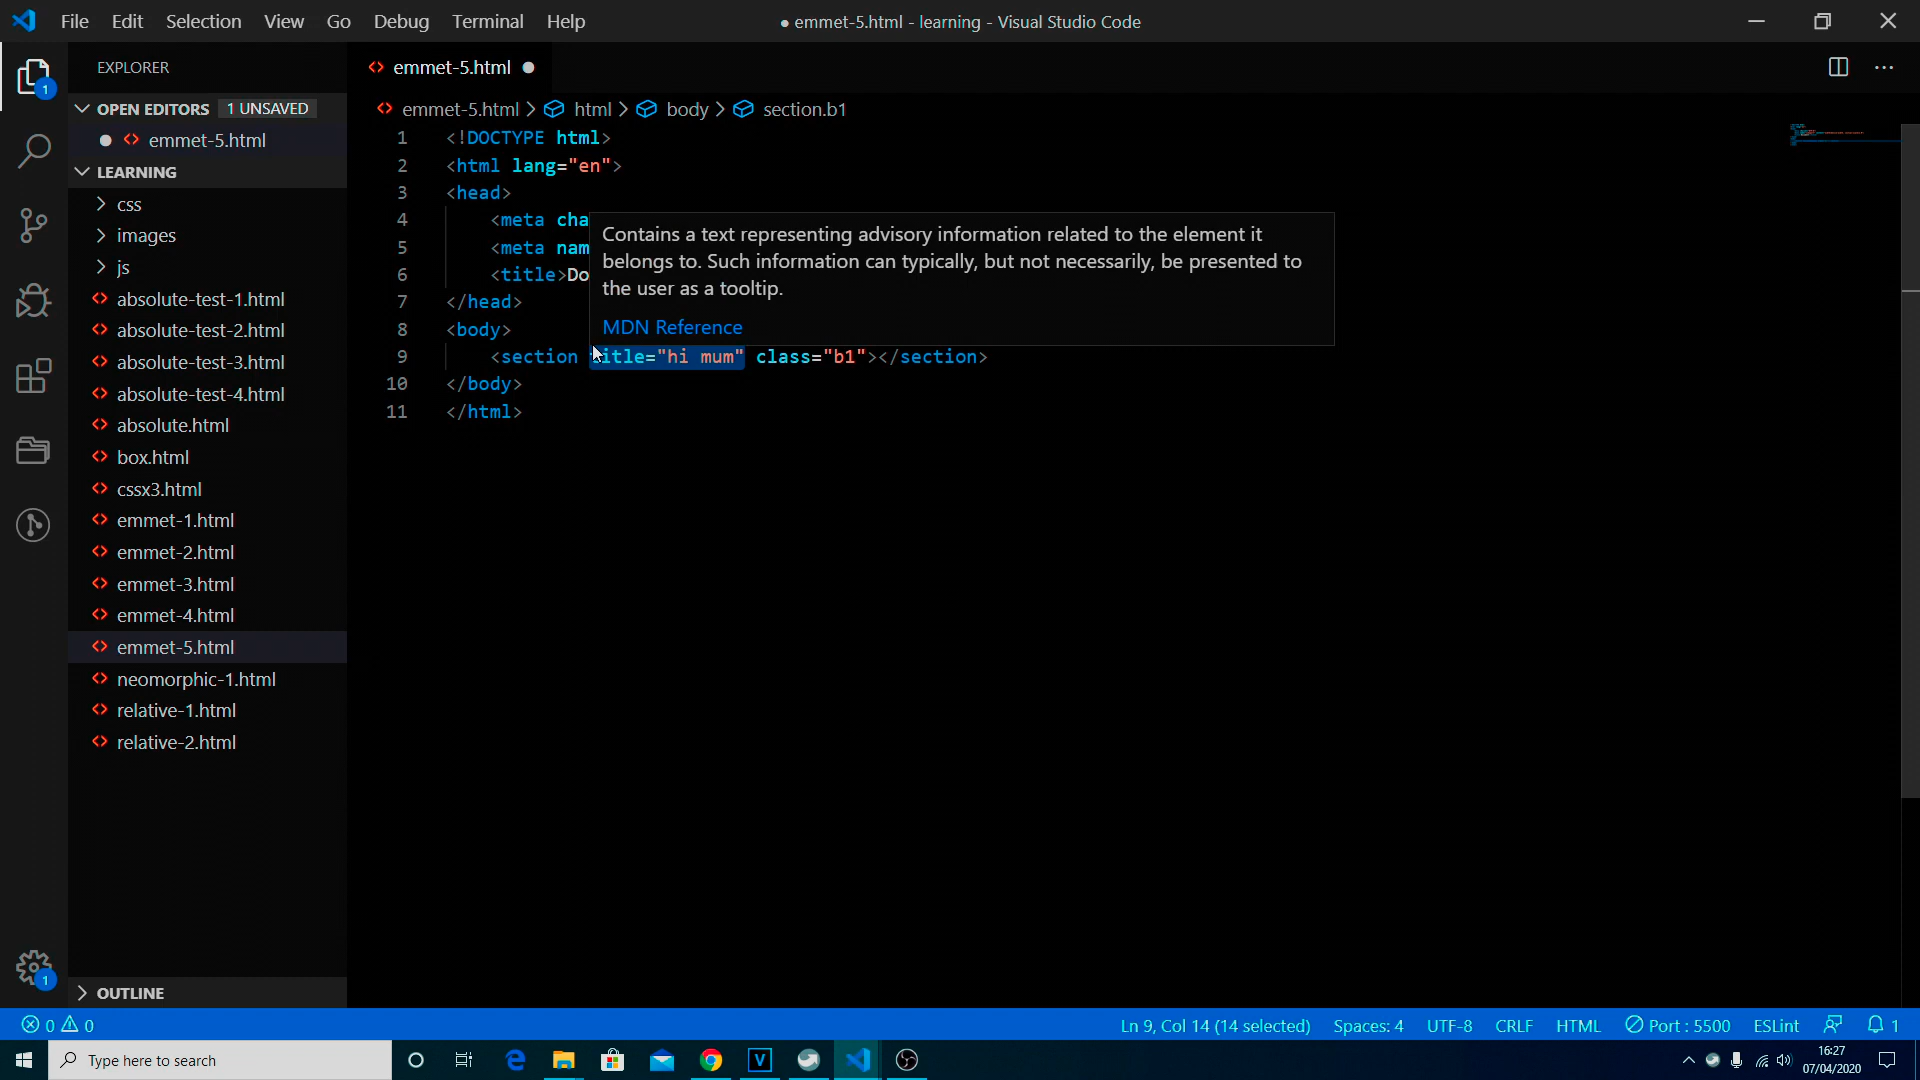 File Edit Selection View Go Debug Terminal Help
● emmet-5.html - learning - Visual Studio Code
EXPLORER
OPEN EDITORS 1 UNSAVED
emmet-5.html
LEARNING
css
images
js
absolute-test-1.html
absolute-test-2.html
absolute-test-3.html
absolute-test-4.html
absolute.html
box.html
cssx3.html
emmet-1.html
emmet-2.html
emmet-3.html
emmet-4.html
emmet-5.html
neomorphic-1.html
relative-1.html
relative-2.html
OUTLINE
emmet-5.html
emmet-5.html > html > body > section.b1
1 <!DOCTYPE html>
2 <html lang="en">
3 <head>
4 <meta cha
5 <meta nam
6 <title>Do
7 </head>
8 <body>
9 <section title="hi mum" class="b1"></section>
10 </body>
11 </html>
Contains a text representing advisory information related to the element it
belongs to. Such information can typically, but not necessarily, be presented to
the user as a tooltip.
MDN Reference
1
1
0 0
Ln 9, Col 14 (14 selected) Spaces: 4 UTF-8 CRLF HTML Port : 5500 ESLint 1
Type here to search
16:27
07/04/2020